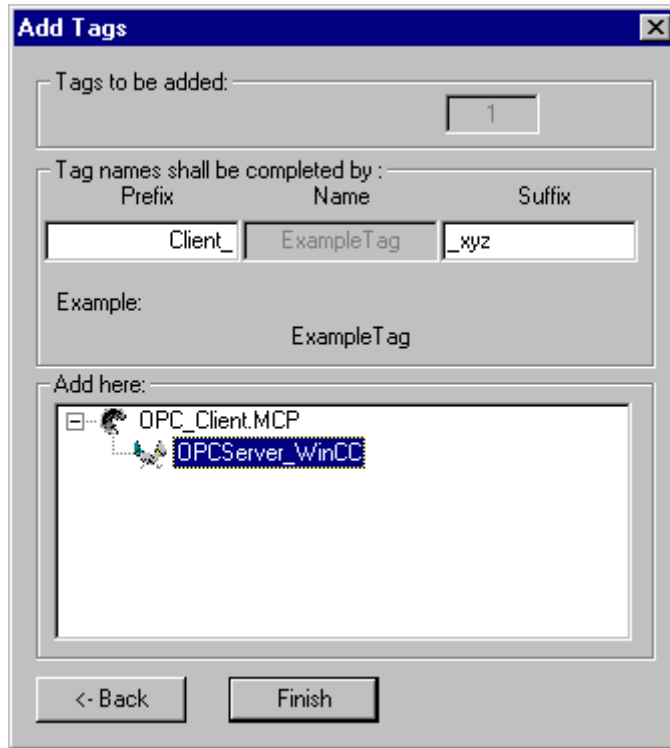 Add Tags
Tags to be added:
1
Tag names shall be completed by :
Prefix Name Suffix
Client_ ExampleTag _xyz
Example:
ExampleTag
Add here:
OPC_Client.MCP
OPCServer_WinCC
<- Back Finish